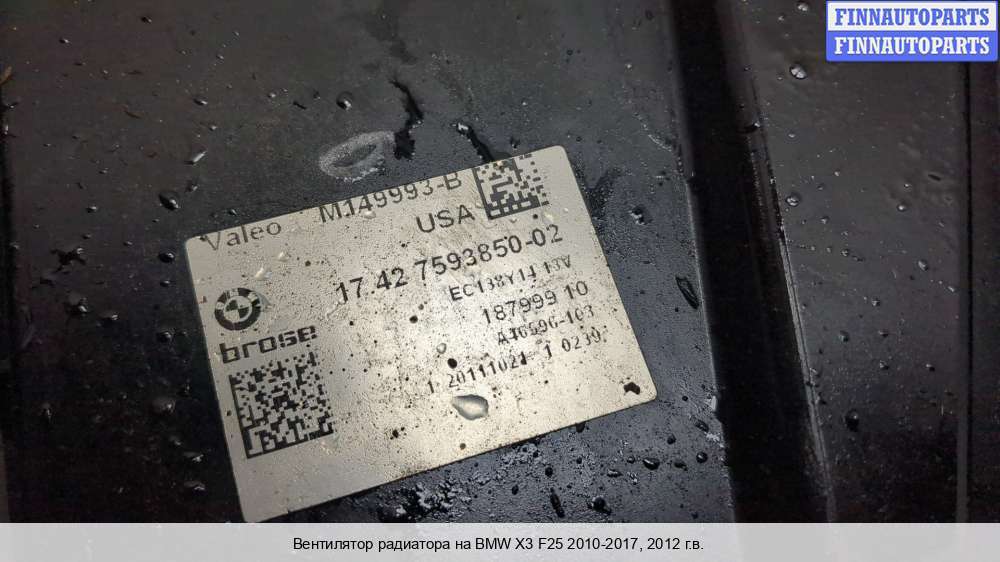 FINNAUTOPARTS
FINNAUTOPARTS
Valeo M149993-B
USA
17.42 7593850-02
187999 10
brose
Вентилятор радиатора на BMW X3 F25 2010-2017, 2012 г.в.